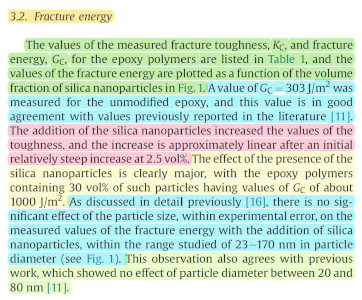 3.2. Fracture energy
The values of the measured fracture toughness, KC, and fracture
energy, GC, for the epoxy polymers are listed in Table 1, and the
values of the fracture energy are plotted as a function of the volume
fraction of silica nanoparticles in Fig. 1. A value of GC = 303 J/m² was
measured for the unmodified epoxy, and this value is in good
agreement with values previously reported in the literature [11].
The addition of the silica nanoparticles increased the values of the
toughness, and the increase is approximately linear after an initial
relatively steep increase at 2.5 vol%. The effect of the presence of the
silica nanoparticles is clearly major, with the epoxy polymers
containing 30 vol% of such particles having values of GC of about
1000 J/m². As discussed in detail previously [16], there is no sig-
nificant effect of the particle size, within experimental error, on the
measured values of the fracture energy with the addition of silica
nanoparticles, within the range studied of 23–170 nm in particle
diameter (see Fig. 1). This observation also agrees with previous
work, which showed no effect of particle diameter between 20 and
80 nm [11].